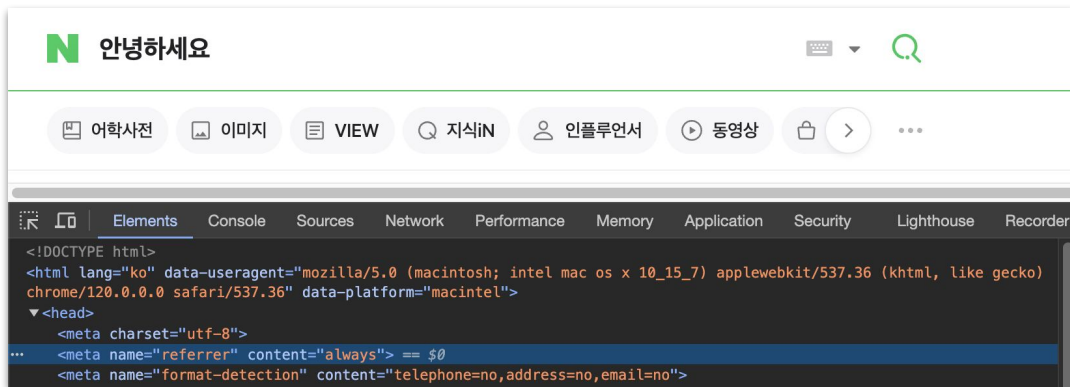 N 안녕하세요
어학사전 이미지 VIEW 지식iN 인플루언서 동영상
Elements Console Sources Network Performance Memory Application Security Lighthouse Recorder
<!DOCTYPE html>
<html lang="ko" data-useragent="mozilla/5.0 (macintosh; intel mac os x 10_15_7) applewebkit/537.36 (khtml, like gecko)
chrome/120.0.0.0 safari/537.36" data-platform="macintel">
▼<head>
<meta charset="utf-8">
••• <meta name="referrer" content="always"> == $0
<meta name="format-detection" content="telephone=no,address=no,email=no">